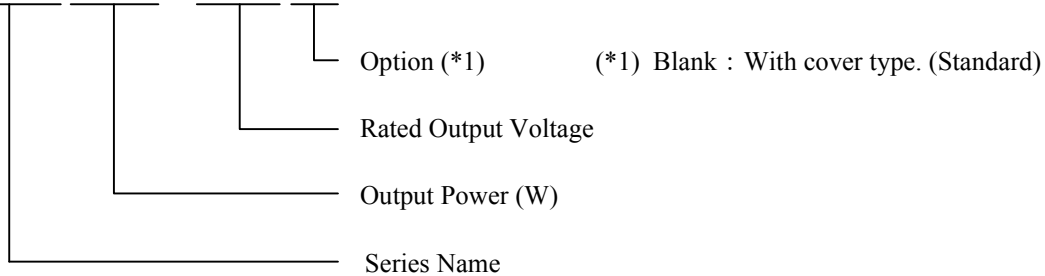 Option (*1) (*1) Blank : With cover type. (Standard)
Rated Output Voltage
Output Power (W)
Series Name